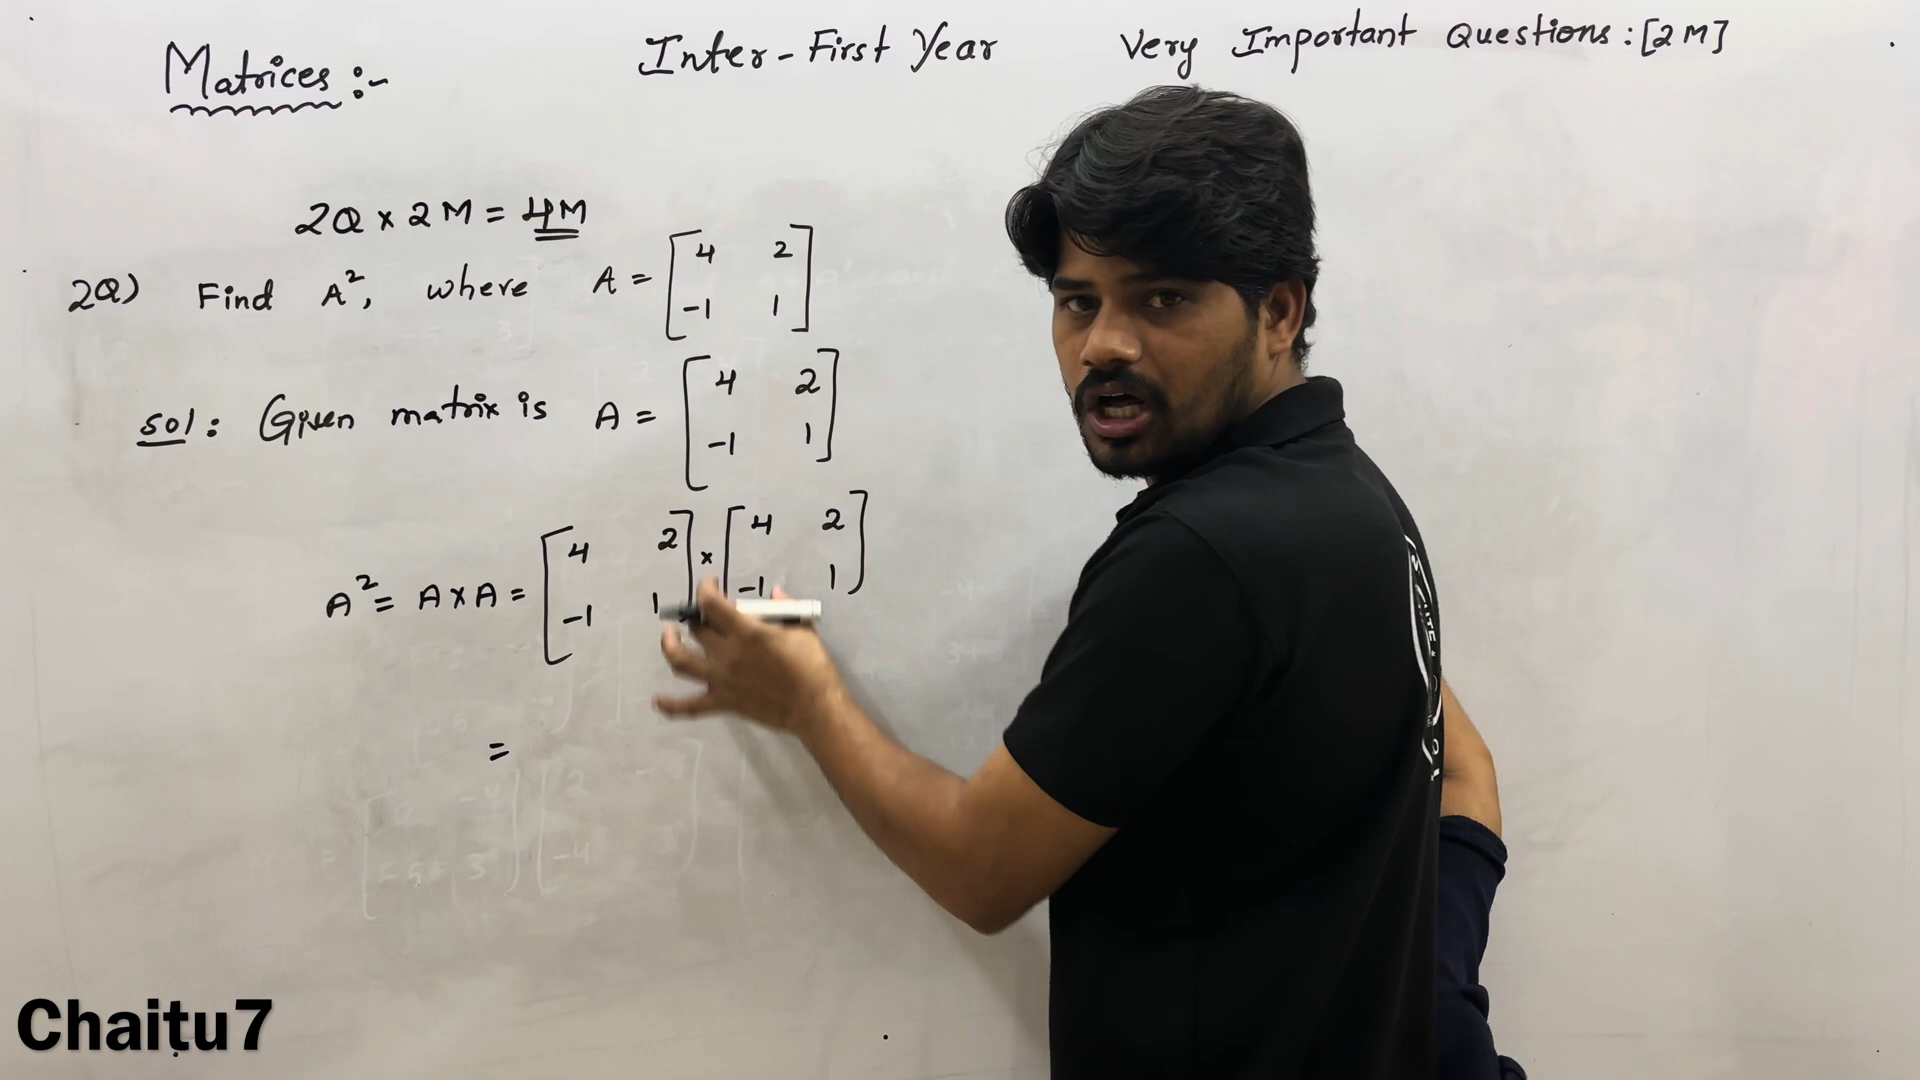 Matrices :- Inter - First Year Very Important Questions : [2M]
2Q × 2M = 4M
2Q) Find A², where A = [4 2
-1 1]
Sol : Given matrix is A = [4 2
-1 1]
A² = A × A = [4 2 × [4 2
-1 1] -1 1]
=
Chaitu7